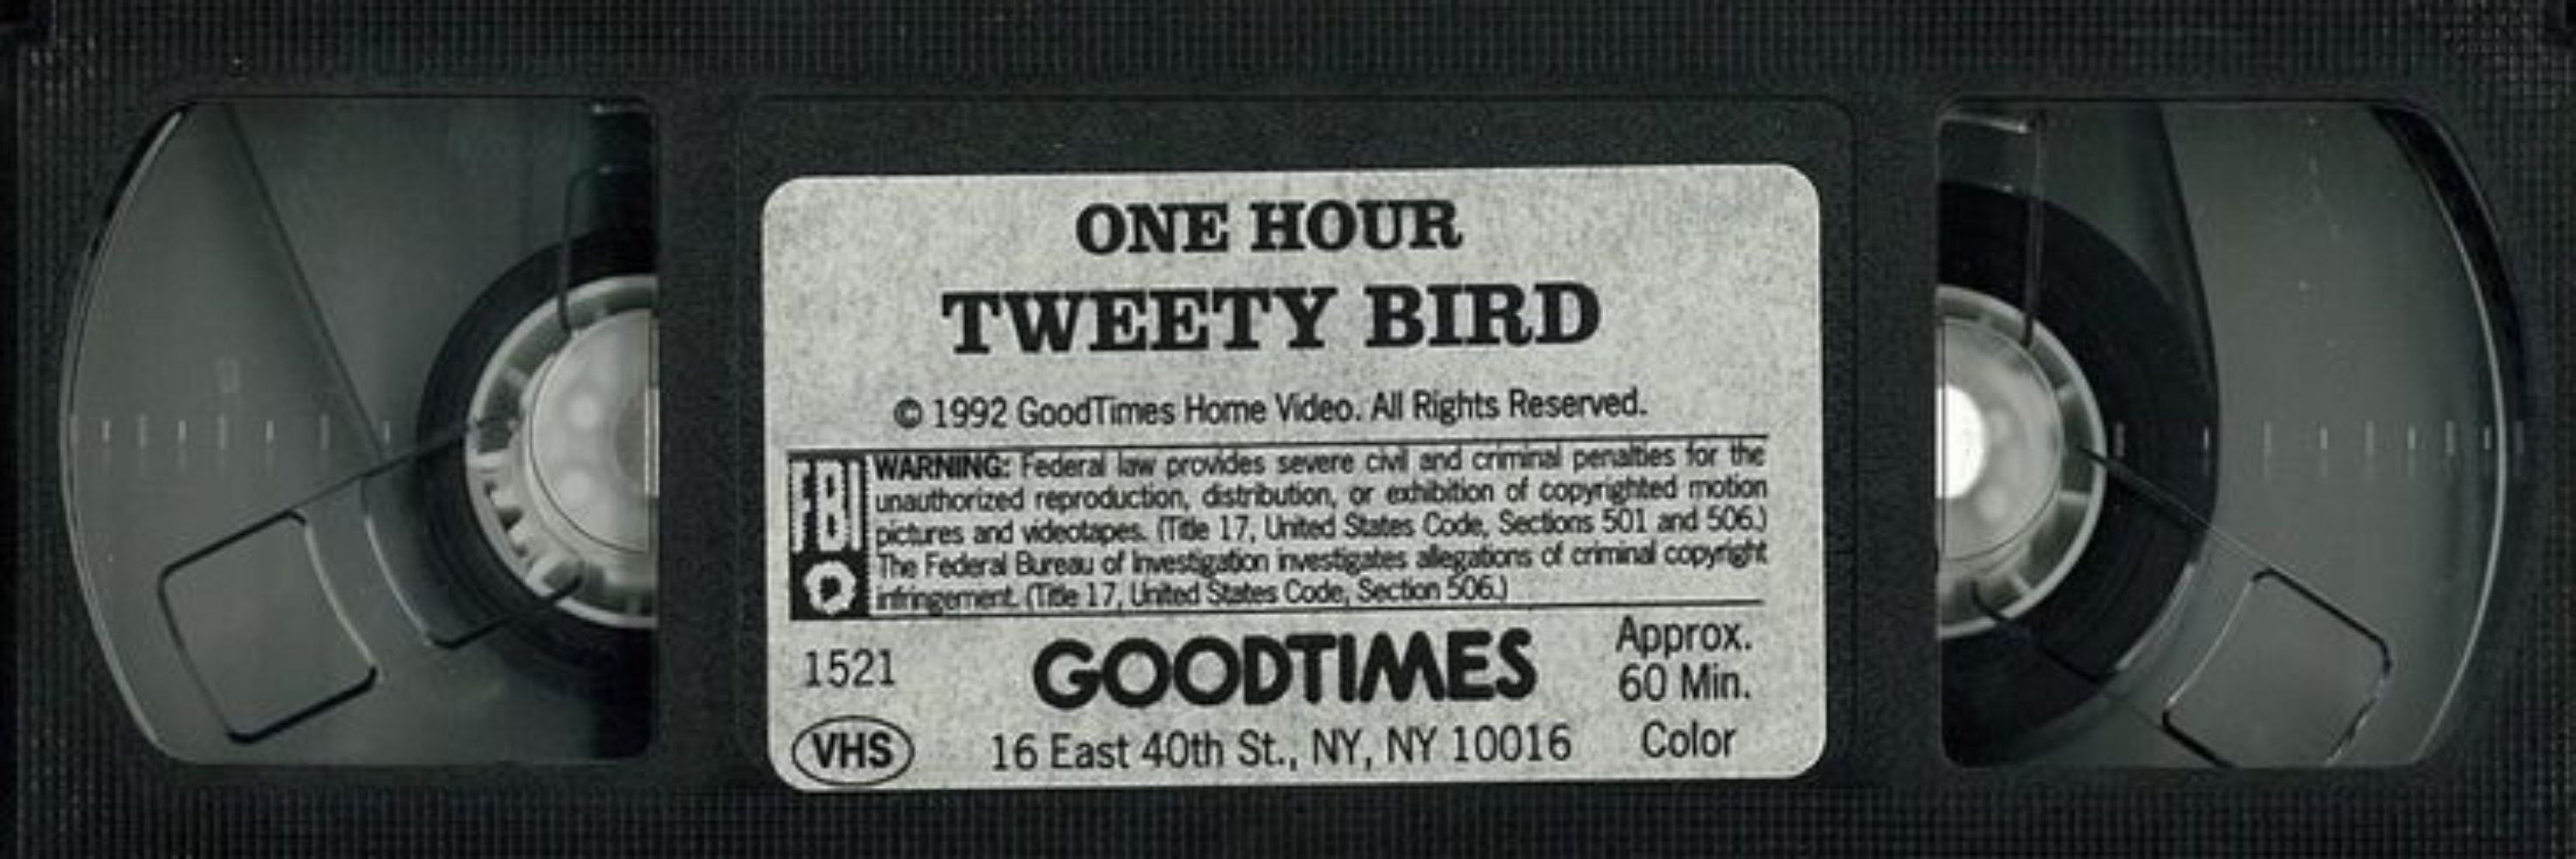 ONE HOUR
TWEETY BIRD
© 1992 GoodTimes Home Video. All Rights Reserved.
FBI
WARNING: Federal law provides severe civil and criminal penalties for the
unauthorized reproduction, distribution, or exhibition of copyrighted motion
pictures and videotapes. (Title 17, United States Code, Sections 501 and 506.)
The Federal Bureau of Investigation investigates allegations of criminal copyright
infringement. (Title 17, United States Code, Section 506.)
1521
GOODTIMES
Approx.
60 Min.
VHS
16 East 40th St., NY, NY 10016
Color